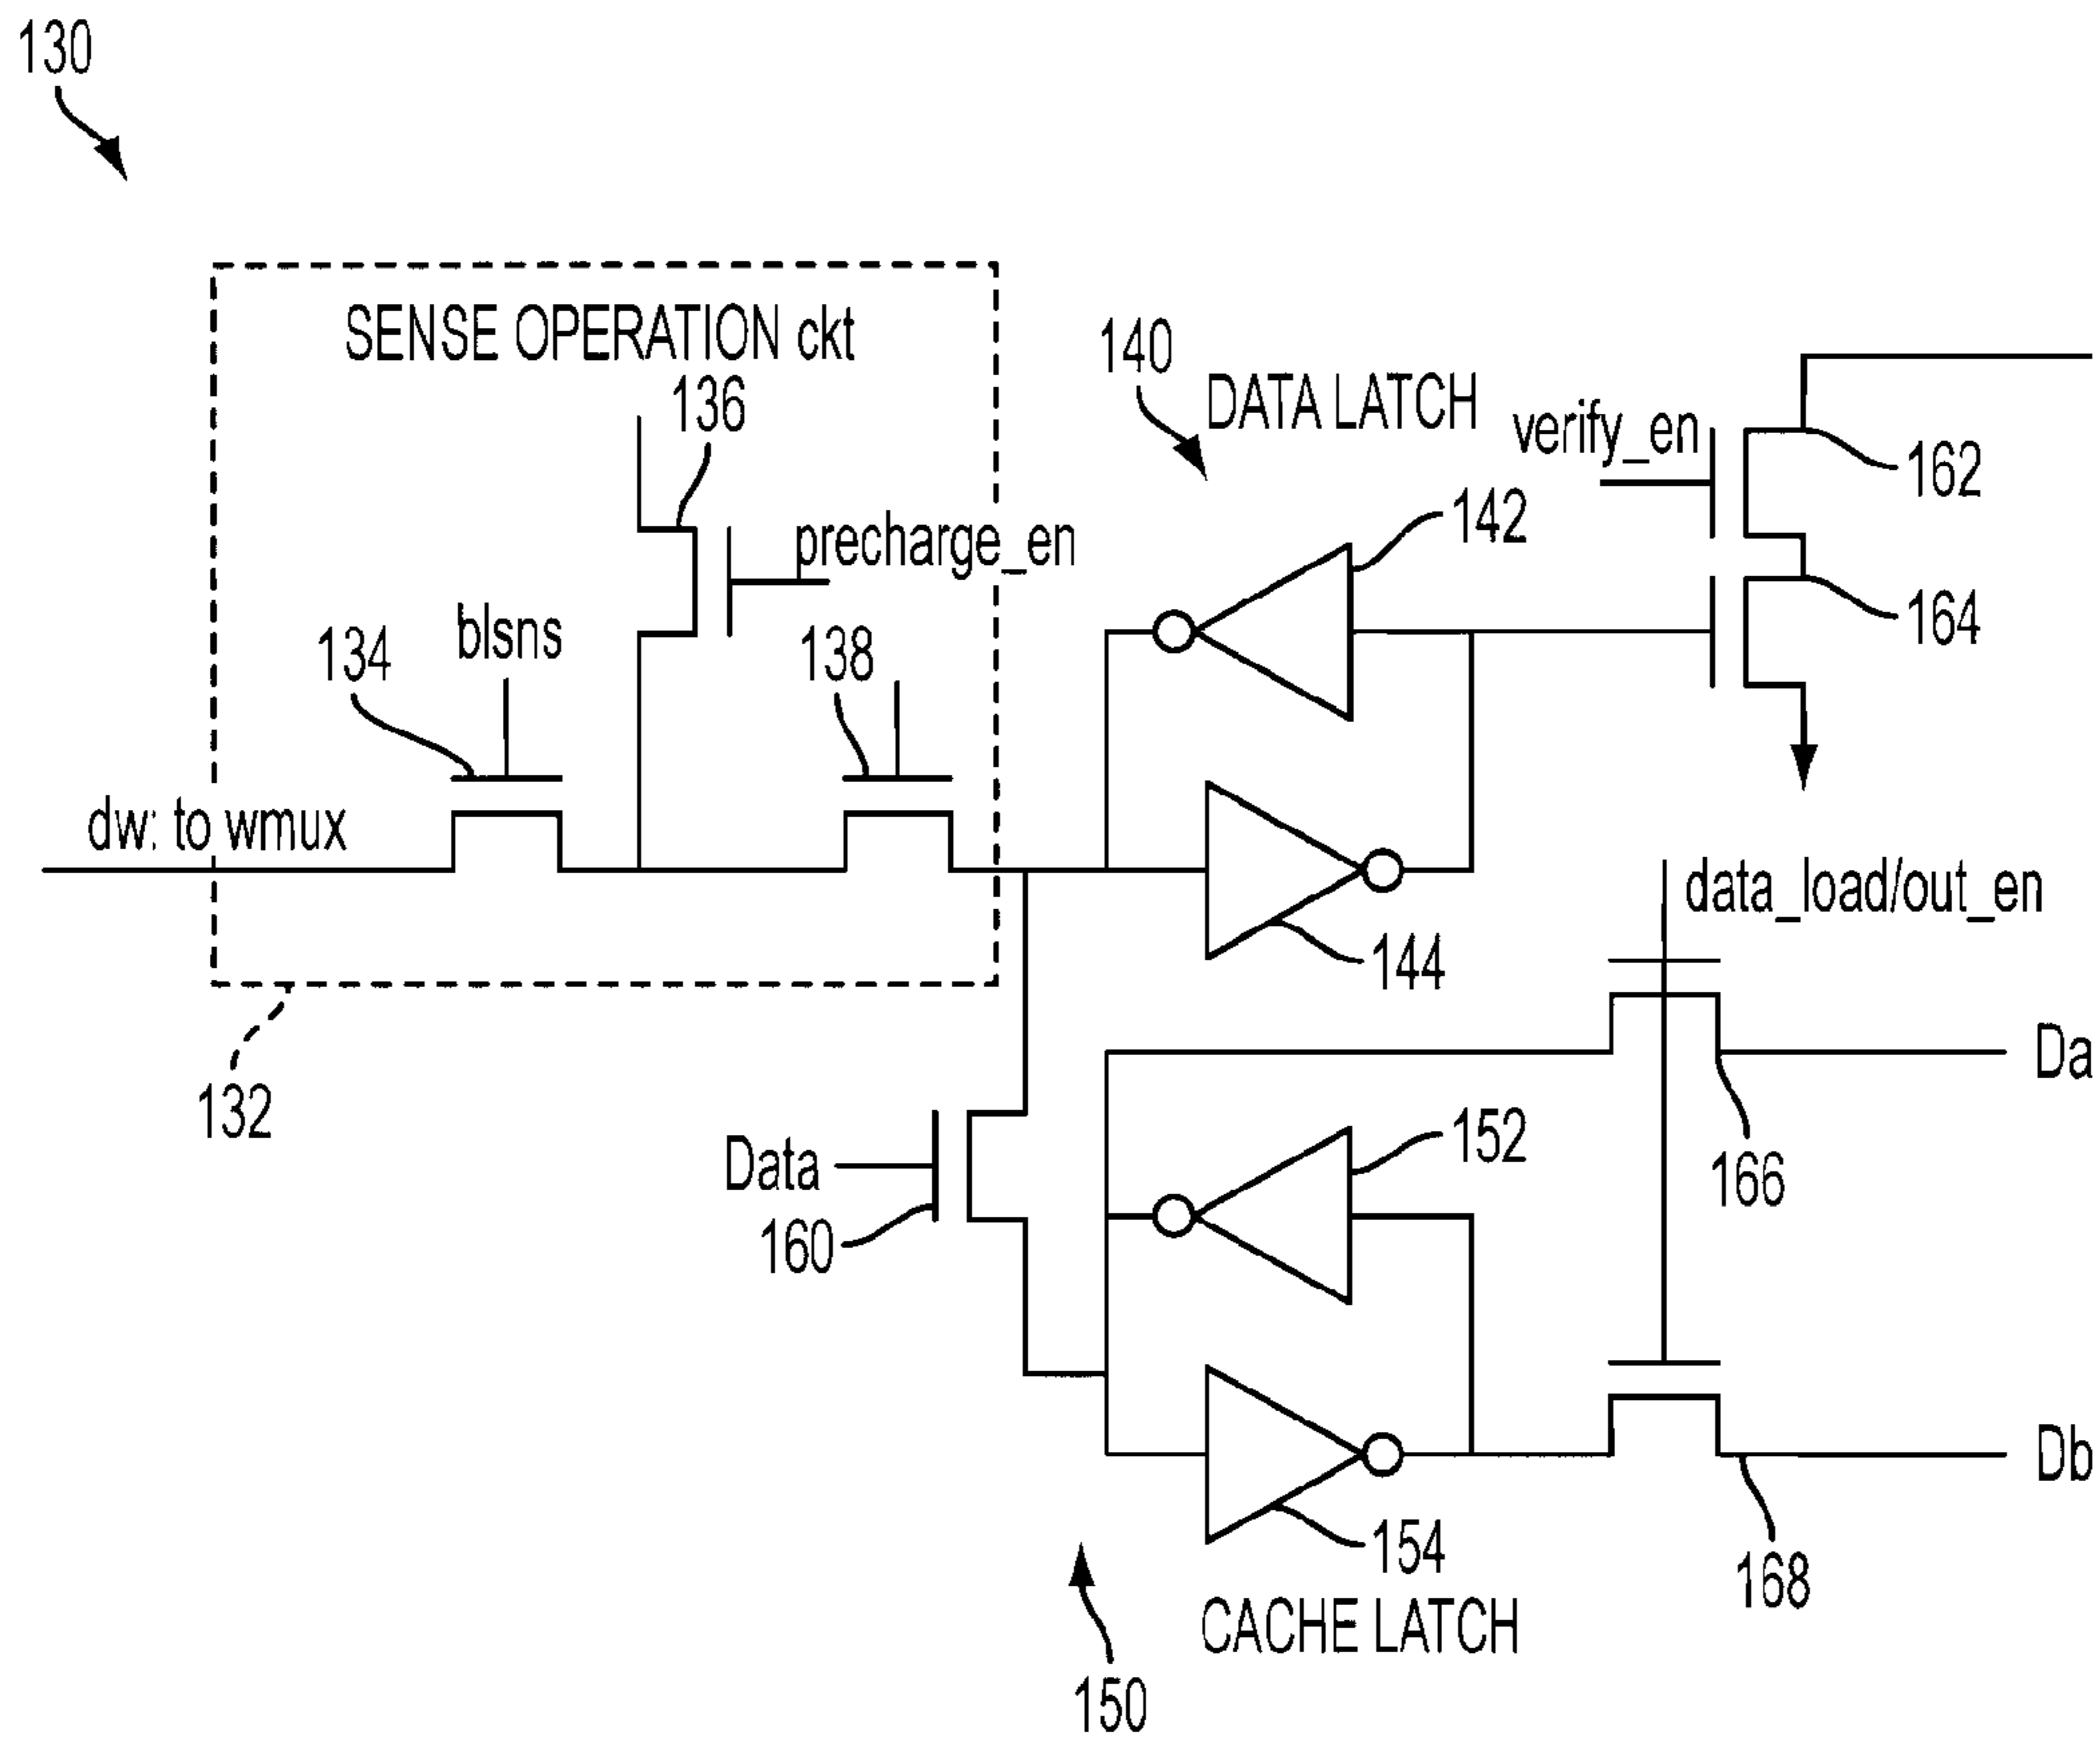 130
SENSE OPERATION ckt
136
140
DATA LATCH
verify_en
162
142
precharge_en
134
blsns
138
164
dw: to wmux
144
data_load/out_en
132
Da
Data
160
152
166
154
Db
168
CACHE LATCH
150